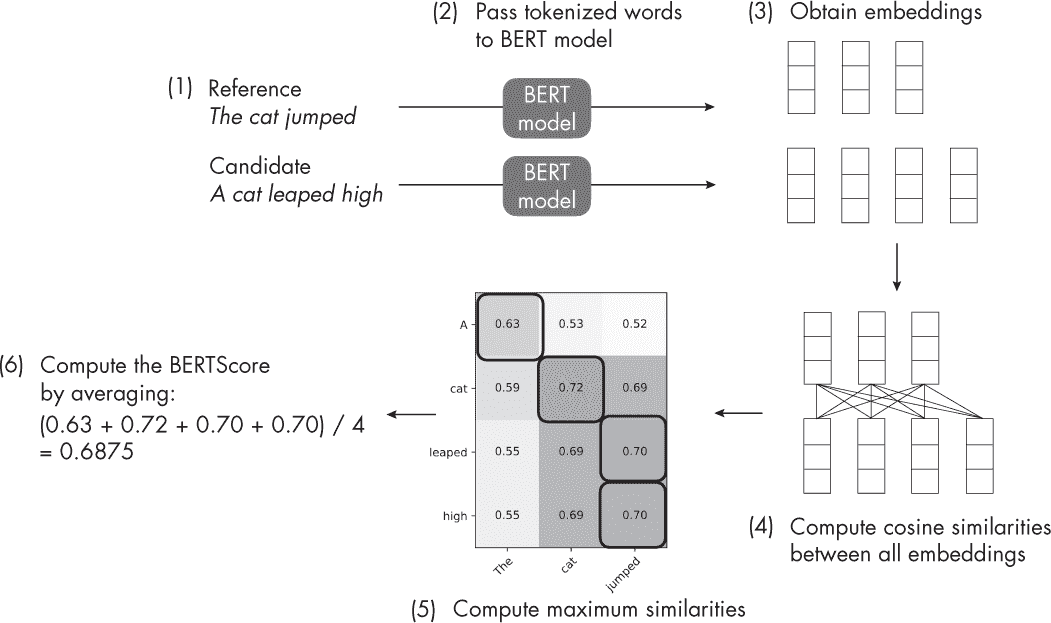 (2) Pass tokenized words
to BERT model
(3) Obtain embeddings
(1) Reference
The cat jumped
BERT
model
Candidate
A cat leaped high
BERT
model
A 0.63 0.53 0.52
cat 0.59 0.72 0.69
leaped 0.55 0.69 0.70
high 0.55 0.69 0.70
The cat jumped
(6) Compute the BERTScore
by averaging:
(0.63 + 0.72 + 0.70 + 0.70) / 4
= 0.6875
(4) Compute cosine similarities
between all embeddings
(5) Compute maximum similarities